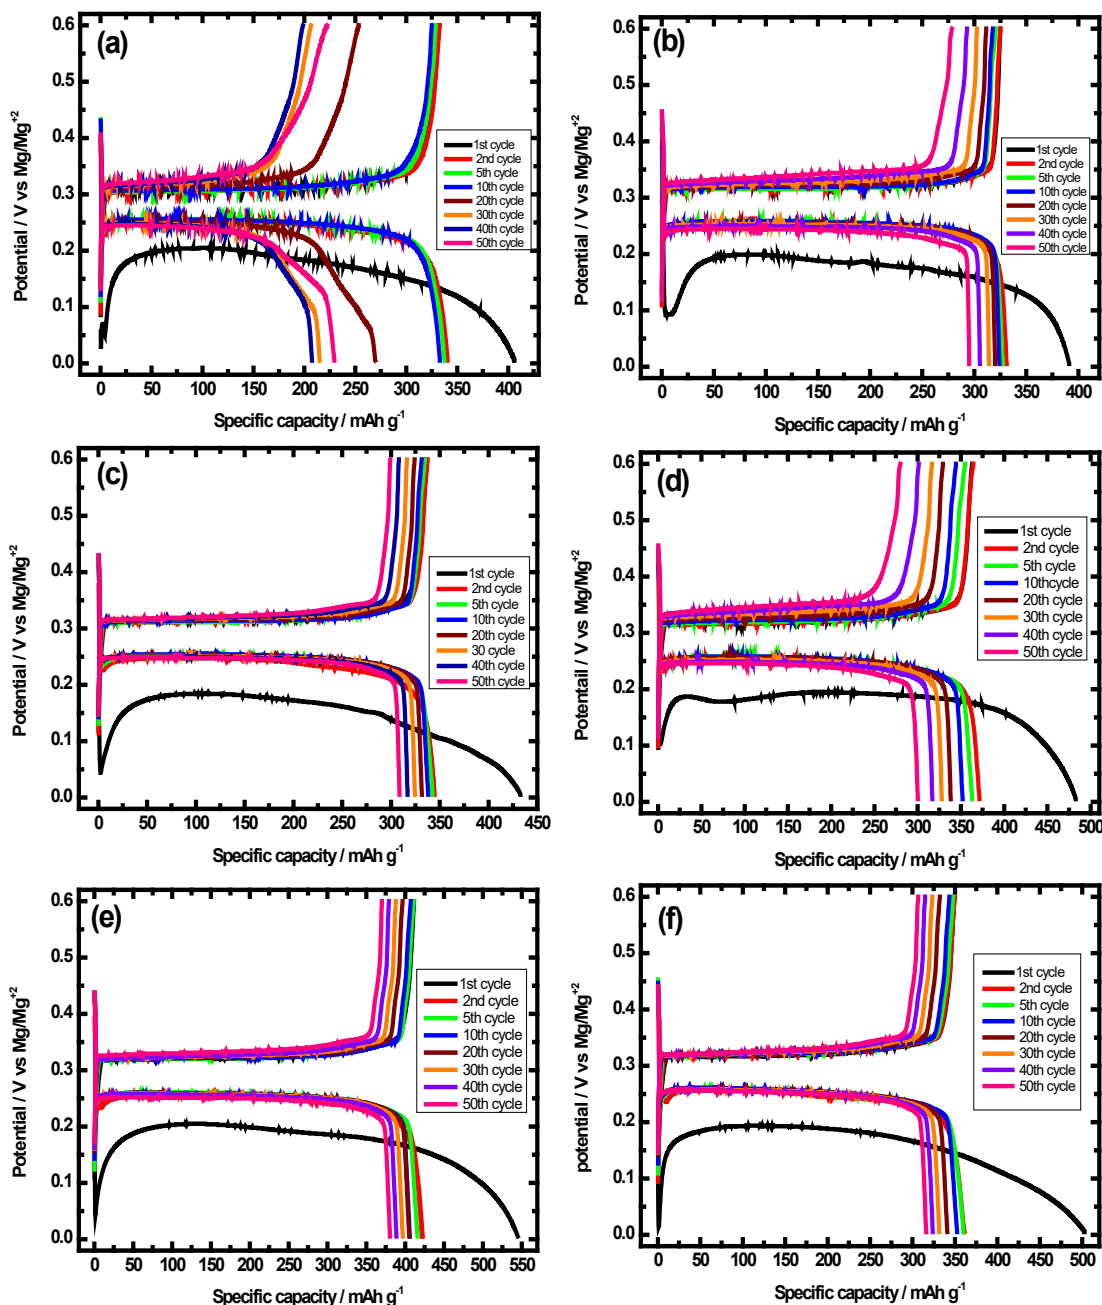 (a)
0.6
0.5
0.4
0.3
0.2
0.1
0.0
Potential / V vs Mg/Mg+2
1st cycle
2nd cycle
5th cycle
10th cycle
20th cycle
30th cycle
40th cycle
50th cycle
0 50 100 150 200 250 300 350 400
Specific capacity / mAh g-1
(b)
0.6
0.5
0.4
0.3
0.2
0.1
0.0
Potential / V vs Mg/Mg+2
1st cycle
2nd cycle
5th cycle
10th cycle
20th cycle
30th cycle
40th cycle
50th cycle
0 50 100 150 200 250 300 350 400
Specific capacity / mAh g-1
(c)
0.6
0.5
0.4
0.3
0.2
0.1
0.0
Potential / V vs Mg/Mg+2
1st cycle
2nd cycle
5th cycle
10th cycle
20th cycle
30 cycle
40th cycle
50th cycle
0 50 100 150 200 250 300 350 400 450
Specific capacity / mAh g-1
(d)
0.6
0.5
0.4
0.3
0.2
0.1
0.0
Potentail / V vs Mg/Mg+2
1st cycle
2nd cycle
5th cycle
10thcycle
20th cycle
30th cycle
40th cycle
50th cycle
0 50 100 150 200 250 300 350 400 450 500
Specific capacity / mAh g-1
(e)
0.6
0.5
0.4
0.3
0.2
0.1
0.0
Potential / V vs Mg/Mg+2
1st cycle
2nd cycle
5th cycle
10th cycle
20th cycle
30th cycle
40th cycle
50th cycle
0 50 100 150 200 250 300 350 400 450 500 550
Specific capacity / mAh g-1
(f)
0.6
0.5
0.4
0.3
0.2
0.1
0.0
potential / V vs Mg/Mg+2
1st cycle
2nd cycle
5th cycle
10th cycle
20th cycle
30th cycle
40th cycle
50th cycle
0 50 100 150 200 250 300 350 400 450 500
Specific capacity / mAh g-1